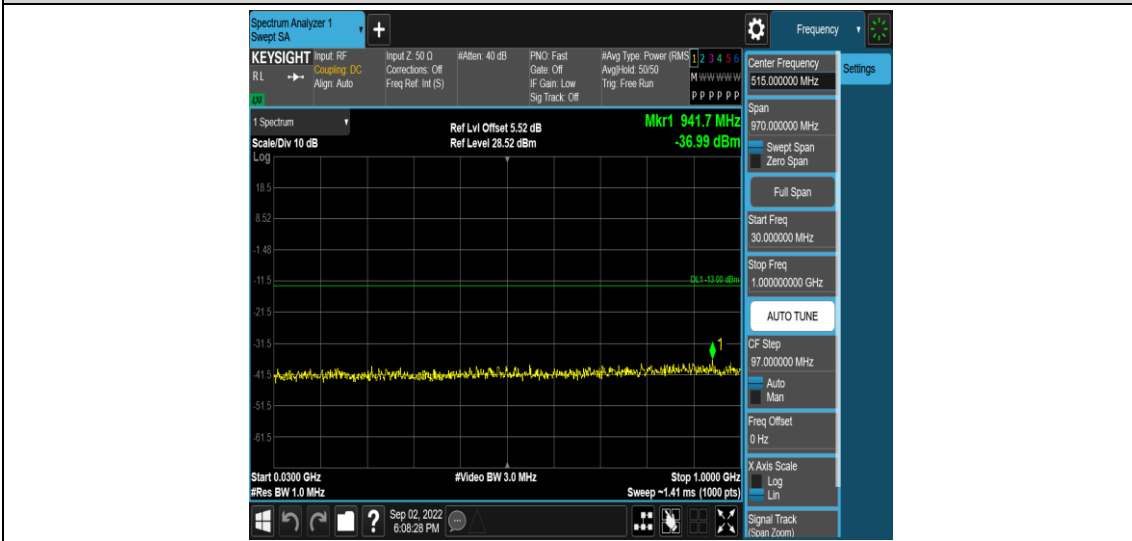 Spectrum Analyzer 1
Swept SA
+
Frequency
KEYSIGHT
RL
LXI
Input: RF
Coupling: DC
Align: Auto
Input Z: 50 Ω
Corrections: Off
Freq Ref: Int (S)
#Atten: 40 dB
PNO: Fast
Gate: Off
IF Gain: Low
Sig Track: Off
#Avg Type: Power (RMS
Avg|Hold: 50/50
Trig: Free Run
1 2 3 4 5 6
M W W W W W
P P P P P P
1 Spectrum
Scale/Div 10 dB
Log
Ref Lvl Offset 5.52 dB
Ref Level 28.52 dBm
Mkr1 941.7 MHz
-36.99 dBm
18.5
8.52
-1.48
-11.5
DL1 -13.00 dBm
-21.5
-31.5
1
-41.5
-51.5
-61.5
Start 0.0300 GHz
#Res BW 1.0 MHz
#Video BW 3.0 MHz
Stop 1.0000 GHz
Sweep ~1.41 ms (1000 pts)
?
Sep 02, 2022
6:08:28 PM
Center Frequency
515.000000 MHz
Span
970.000000 MHz
Swept Span
Zero Span
Full Span
Start Freq
30.000000 MHz
Stop Freq
1.000000000 GHz
AUTO TUNE
CF Step
97.000000 MHz
Auto
Man
Freq Offset
0 Hz
X Axis Scale
Log
Lin
Signal Track
(Span Zoom)
Settings